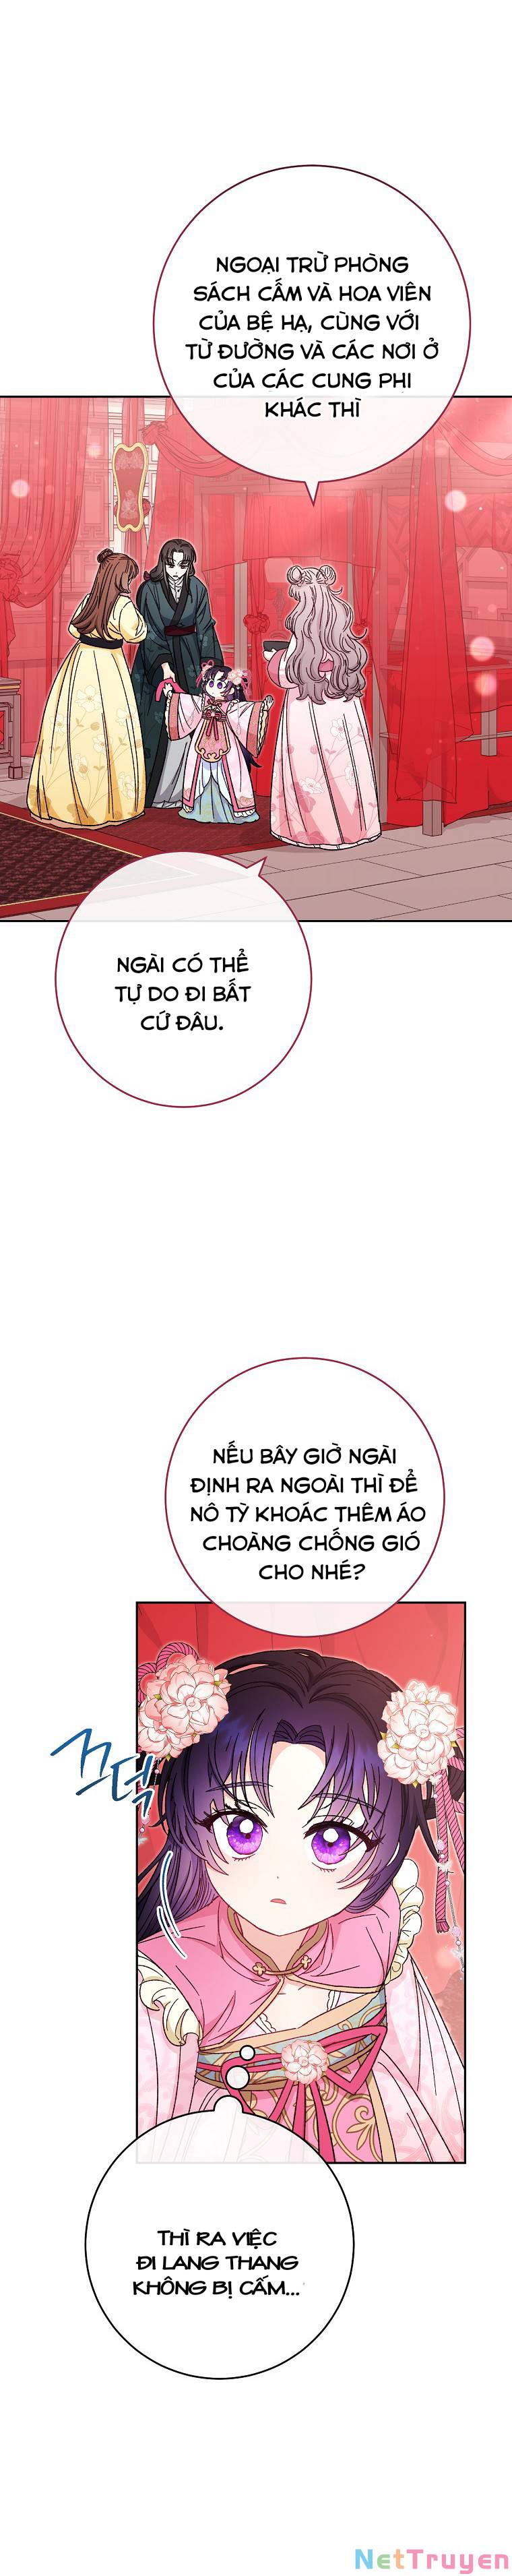 NGOẠI TRỪ PHÒNG
SÁCH CẤM VÀ HOA VIÊN
CỦA BỆ HẠ, CÙNG VỚI
TỪ ĐƯỜNG VÀ CÁC NƠI Ở
CỦA CÁC CUNG PHI
KHÁC THÌ
NGÀI CÓ THỂ
TỰ DO ĐI BẤT
CỨ ĐÂU.
NẾU BÂY GIỜ NGÀI
ĐỊNH RA NGOÀI THÌ ĐỂ
NÔ TỲ KHOÁC THÊM ÁO
CHOÀNG CHỐNG GIÓ
CHO NHÉ?
끄덕
THÌ RA VIỆC
ĐI LANG THANG
KHÔNG BỊ CẤM...
NetTruyen